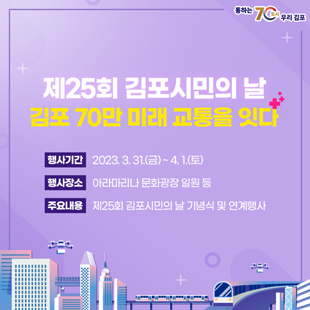 통하는 70도시 우리 김포
제25회 김포시민의 날
김포 70만 미래 교통을 잇다
행사기간 2023. 3. 31.(금) ~ 4. 1.(토)
행사장소 아라마리나 문화광장 일원 등
주요내용 제25회 김포시민의 날 기념식 및 연계행사